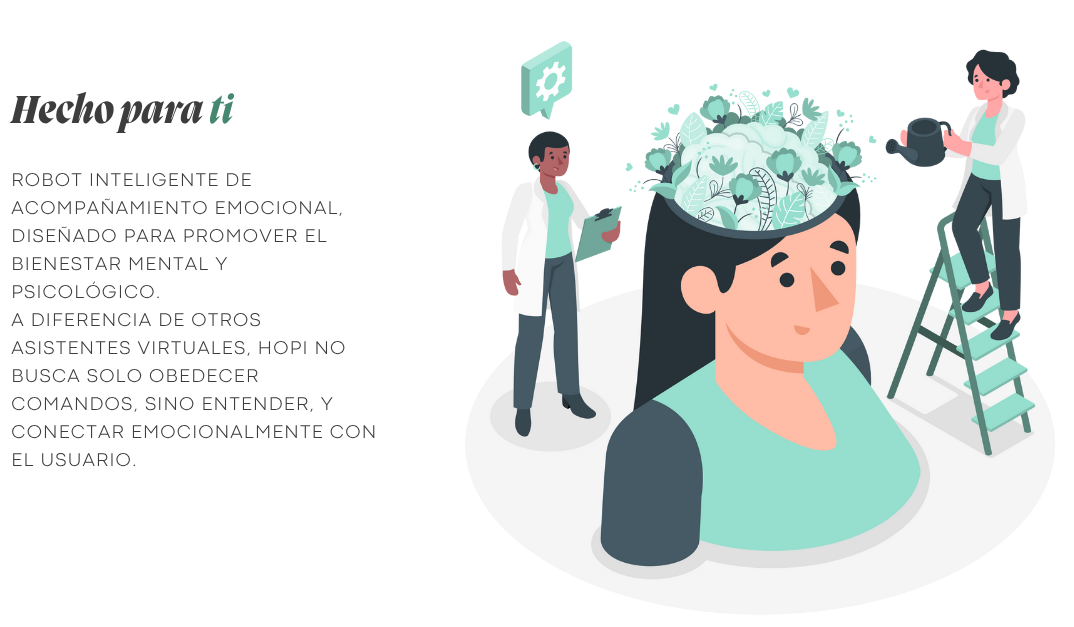 Hecho para ti
ROBOT INTELIGENTE DE
ACOMPAÑAMIENTO EMOCIONAL,
DISEÑADO PARA PROMOVER EL
BIENESTAR MENTAL Y
PSICOLÓGICO.
A DIFERENCIA DE OTROS
ASISTENTES VIRTUALES, HOPI NO
BUSCA SOLO OBEDECER
COMANDOS, SINO ENTENDER, Y
CONECTAR EMOCIONALMENTE CON
EL USUARIO.